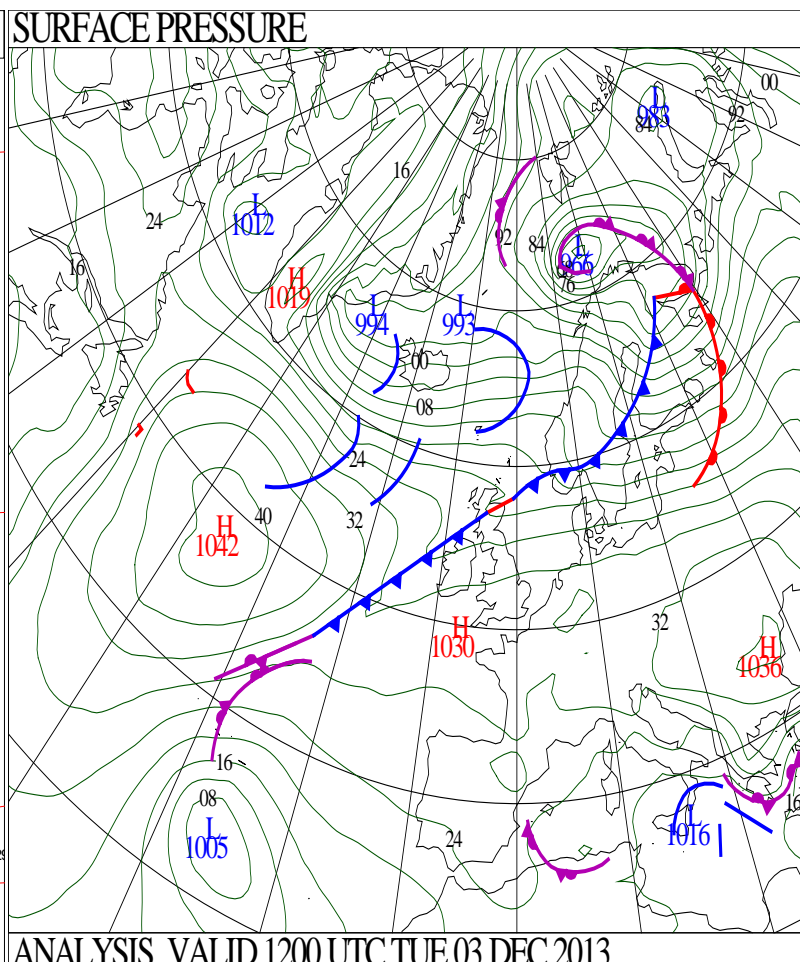 SURFACE PRESSURE
00
L
983
84
92
16
24
L
1012
92
84
L
966
76
16
H
1019
L
994
L
993
00
08
24
40
32
H
1042
H
1030
32
H
1036
16
08
L
1005
24
L
1016
16
ANALYSIS VALID 1200 UTC TUE 03 DEC 2013